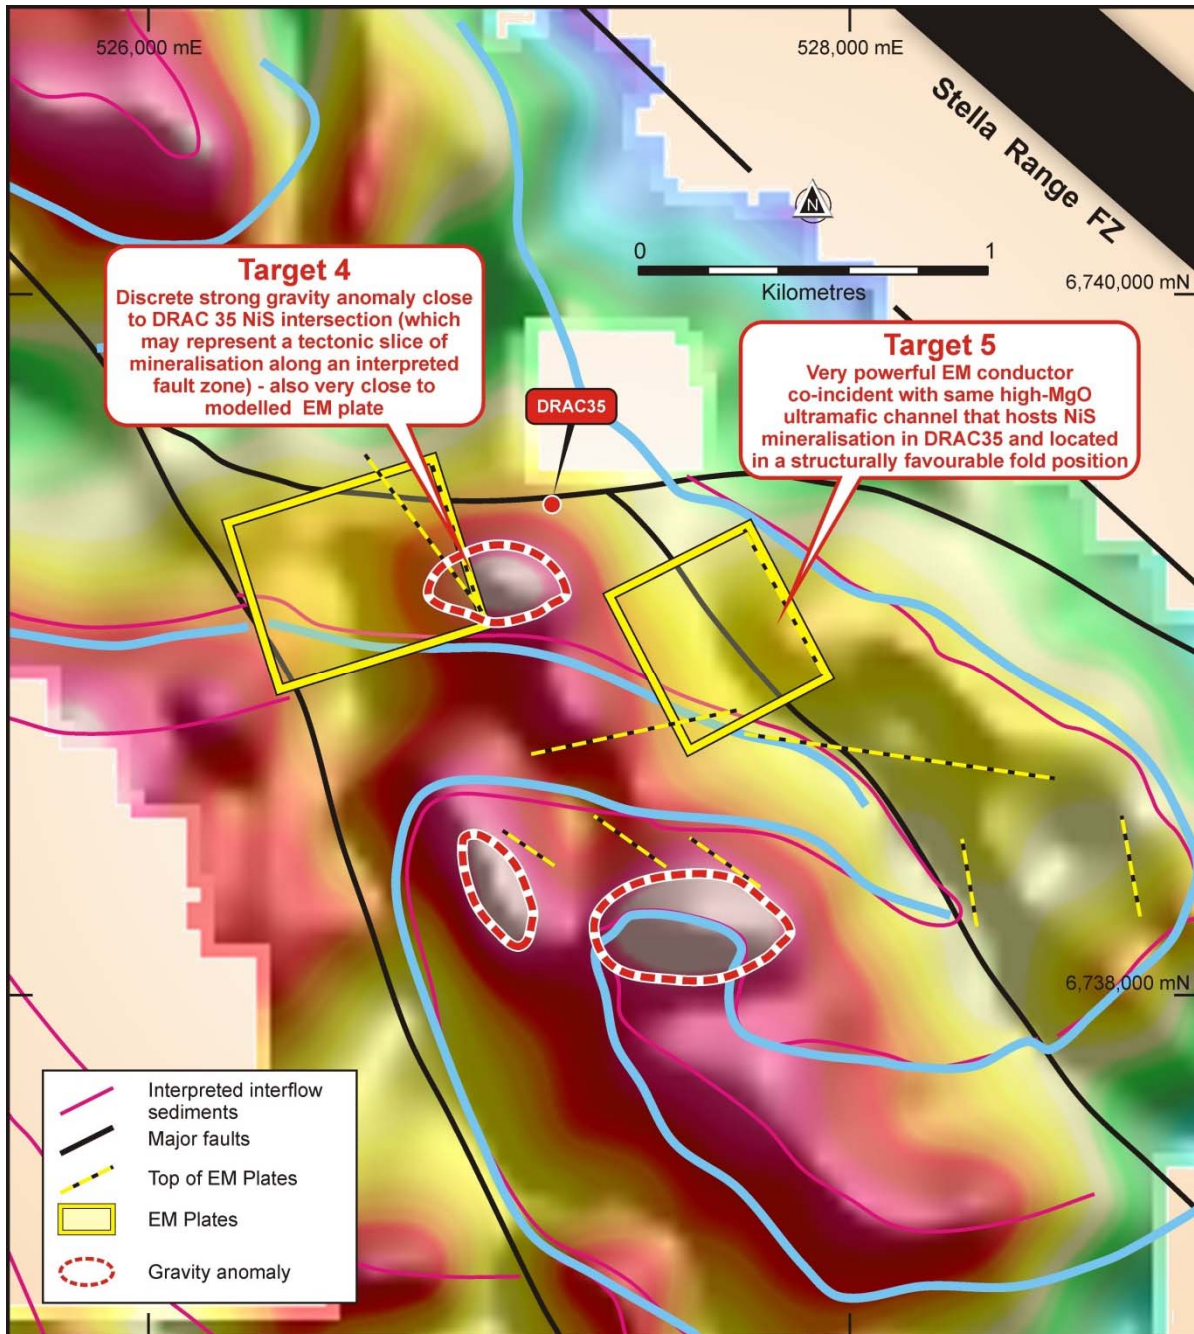 526,000 mE
528,000 mE
Stella Range FZ
N
0
1
Kilometres
6,740,000 mN
Target 4
Discrete strong gravity anomaly close
to DRAC 35 NiS intersection (which
may represent a tectonic slice of
mineralisation along an interpreted
fault zone) - also very close to
modelled EM plate
Target 5
Very powerful EM conductor
co-incident with same high-MgO
ultramafic channel that hosts NiS
mineralisation in DRAC35 and located
in a structurally favourable fold position
DRAC35
6,738,000 mN
Interpreted interflow
sediments
Major faults
Top of EM Plates
EM Plates
Gravity anomaly